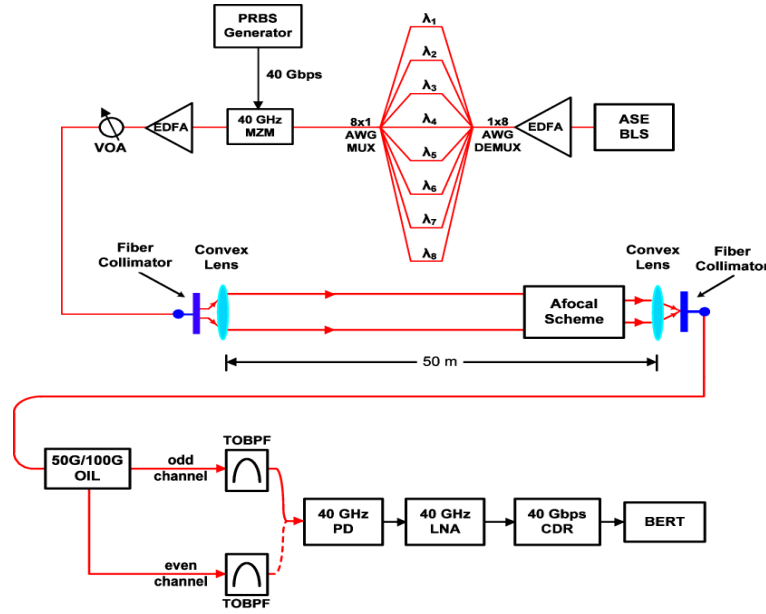 PRBS
Generator
40 Gbps
λ1
λ2
λ3
λ4
λ5
λ6
λ7
λ8
VOA
EDFA
40 GHz
MZM
8x1
AWG
MUX
1x8
AWG
DEMUX
EDFA
ASE
BLS
Fiber
Collimator
Convex
Lens
Afocal
Scheme
Convex
Lens
Fiber
Collimator
50 m
50G/100G
OIL
odd
channel
TOBPF
even
channel
TOBPF
40 GHz
PD
40 GHz
LNA
40 Gbps
CDR
BERT